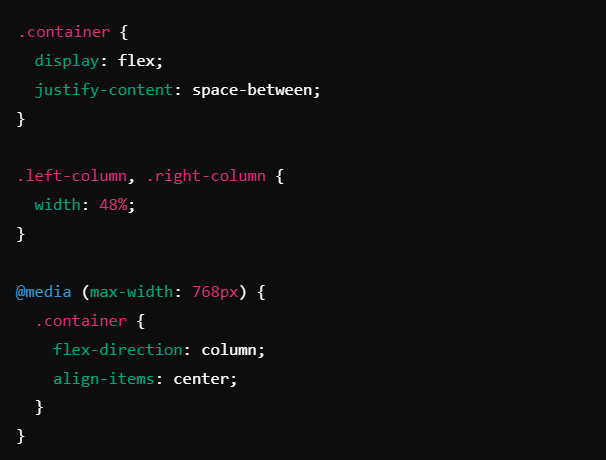 .container {
  display: flex;
  justify-content: space-between;
}

.left-column, .right-column {
  width: 48%;
}

@media (max-width: 768px) {
  .container {
    flex-direction: column;
    align-items: center;
  }
}